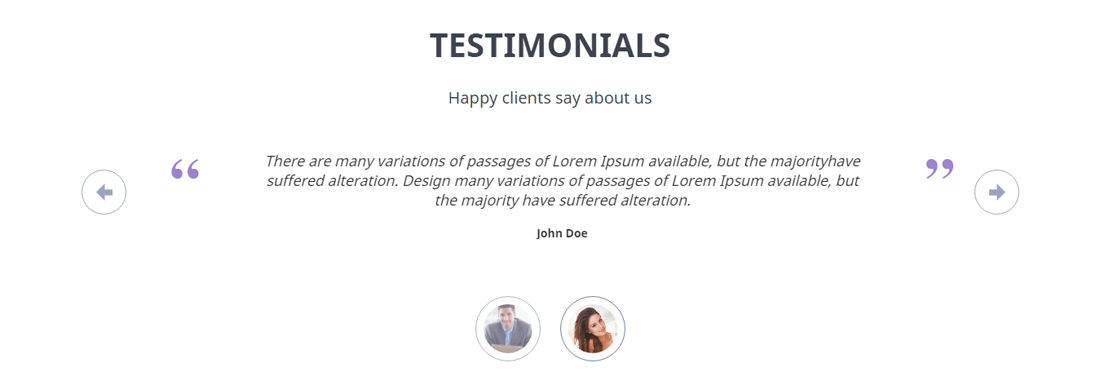 TESTIMONIALS
Happy clients say about us
“ There are many variations of passages of Lorem Ipsum available, but the majorityhave ”
suffered alteration. Design many variations of passages of Lorem Ipsum available, but
the majority have suffered alteration.
John Doe